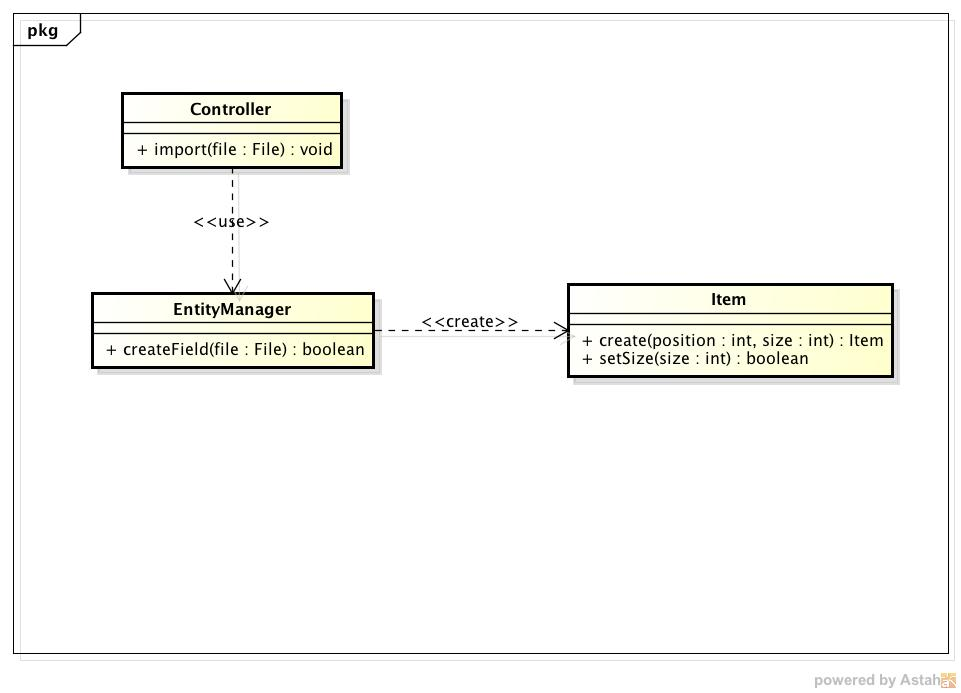 pkg
Controller
+ import(file : File) : void
<<use>>
EntityManager
+ createField(file : File) : boolean
<<create>>
Item
+ create(position : int, size : int) : Item
+ setSize(size : int) : boolean
powered by Astah